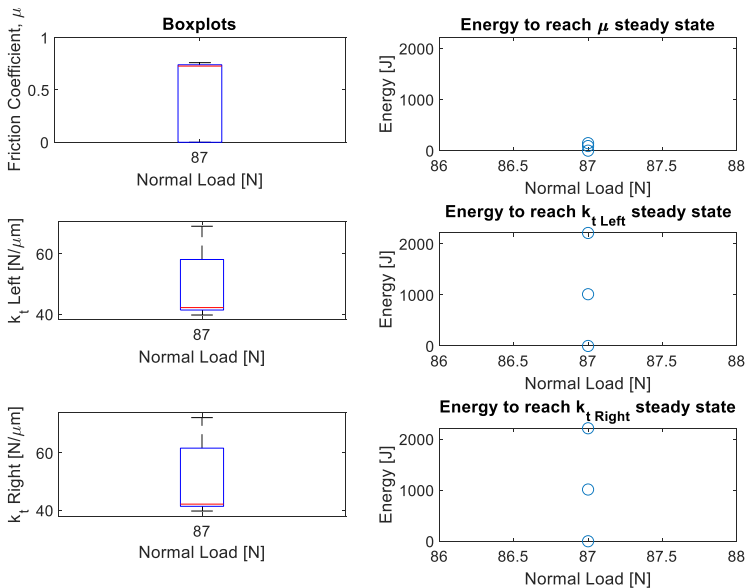 Boxplots
Friction Coefficient, μ
1
0.5
0
87
Normal Load [N]
Energy to reach μ steady state
Energy [J]
2000
1000
0
86 86.5 87 87.5 88
Normal Load [N]
k_t Left [N/μm]
60
40
87
Normal Load [N]
Energy to reach k_t Left steady state
Energy [J]
2000
1000
0
86 86.5 87 87.5 88
Normal Load [N]
k_t Right [N/μm]
60
40
87
Normal Load [N]
Energy to reach k_t Right steady state
Energy [J]
2000
1000
0
86 86.5 87 87.5 88
Normal Load [N]